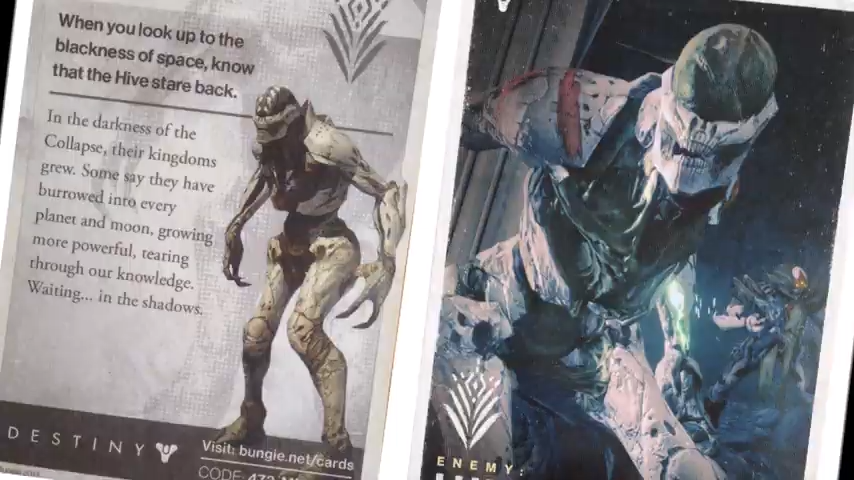 When you look up to the
blackness of space, know
that the Hive stare back.
In the darkness of the
Collapse, their kingdoms
grew. Some say they have
burrowed into every
planet and moon, growing
more powerful, tearing
through our knowledge.
Waiting... in the shadows.
DESTINY
Visit: bungie.net/cards
CODE:
ENEMY: